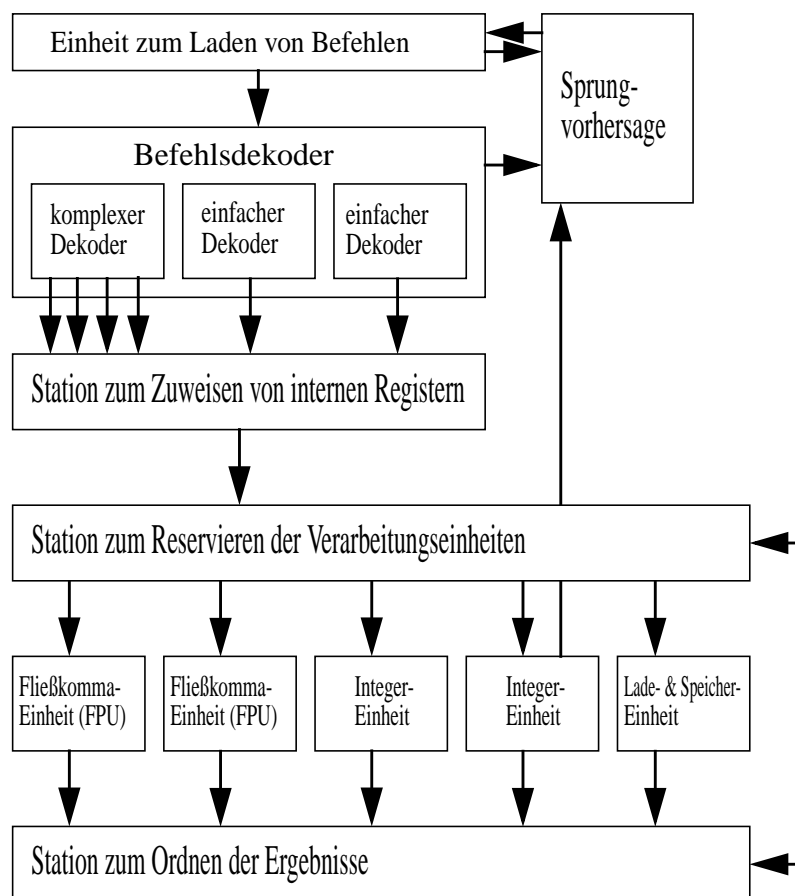 Einheit zum Laden von Befehlen
Sprung-
vorhersage
Befehlsdekoder
komplexer
Dekoder
einfacher
Dekoder
einfacher
Dekoder
Station zum Zuweisen von internen Registern
Station zum Reservieren der Verarbeitungseinheiten
Fließkomma-
Einheit (FPU)
Fließkomma-
Einheit (FPU)
Integer-
Einheit
Integer-
Einheit
Lade- & Speicher-
Einheit
Station zum Ordnen der Ergebnisse